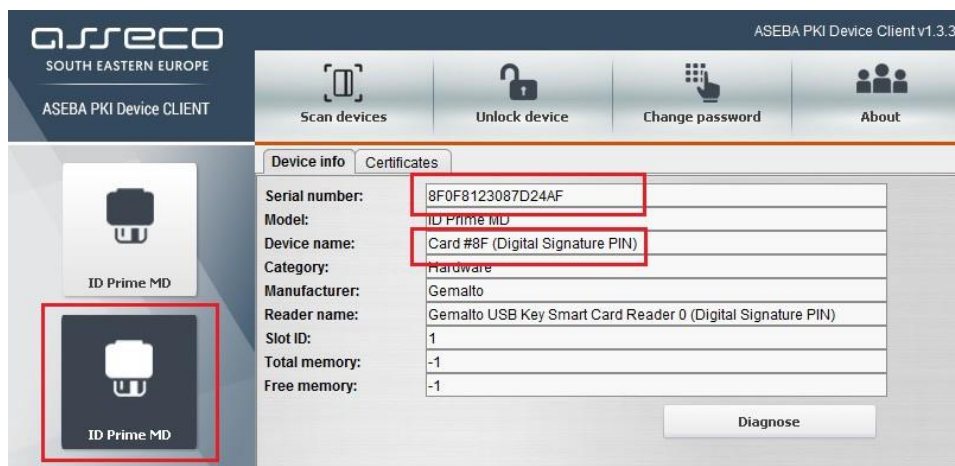 asseco
SOUTH EASTERN EUROPE
ASEBA PKI Device CLIENT
ASEBA PKI Device Client v1.3.3
Scan devices
Unlock device
Change password
About
ID Prime MD
ID Prime MD
Device info
Certificates
Serial number: 8F0F8123087D24AF
Model: ID Prime MD
Device name: Card #8F (Digital Signature PIN)
Category: Hardware
Manufacturer: Gemalto
Reader name: Gemalto USB Key Smart Card Reader 0 (Digital Signature PIN)
Slot ID: 1
Total memory: -1
Free memory: -1
Diagnose